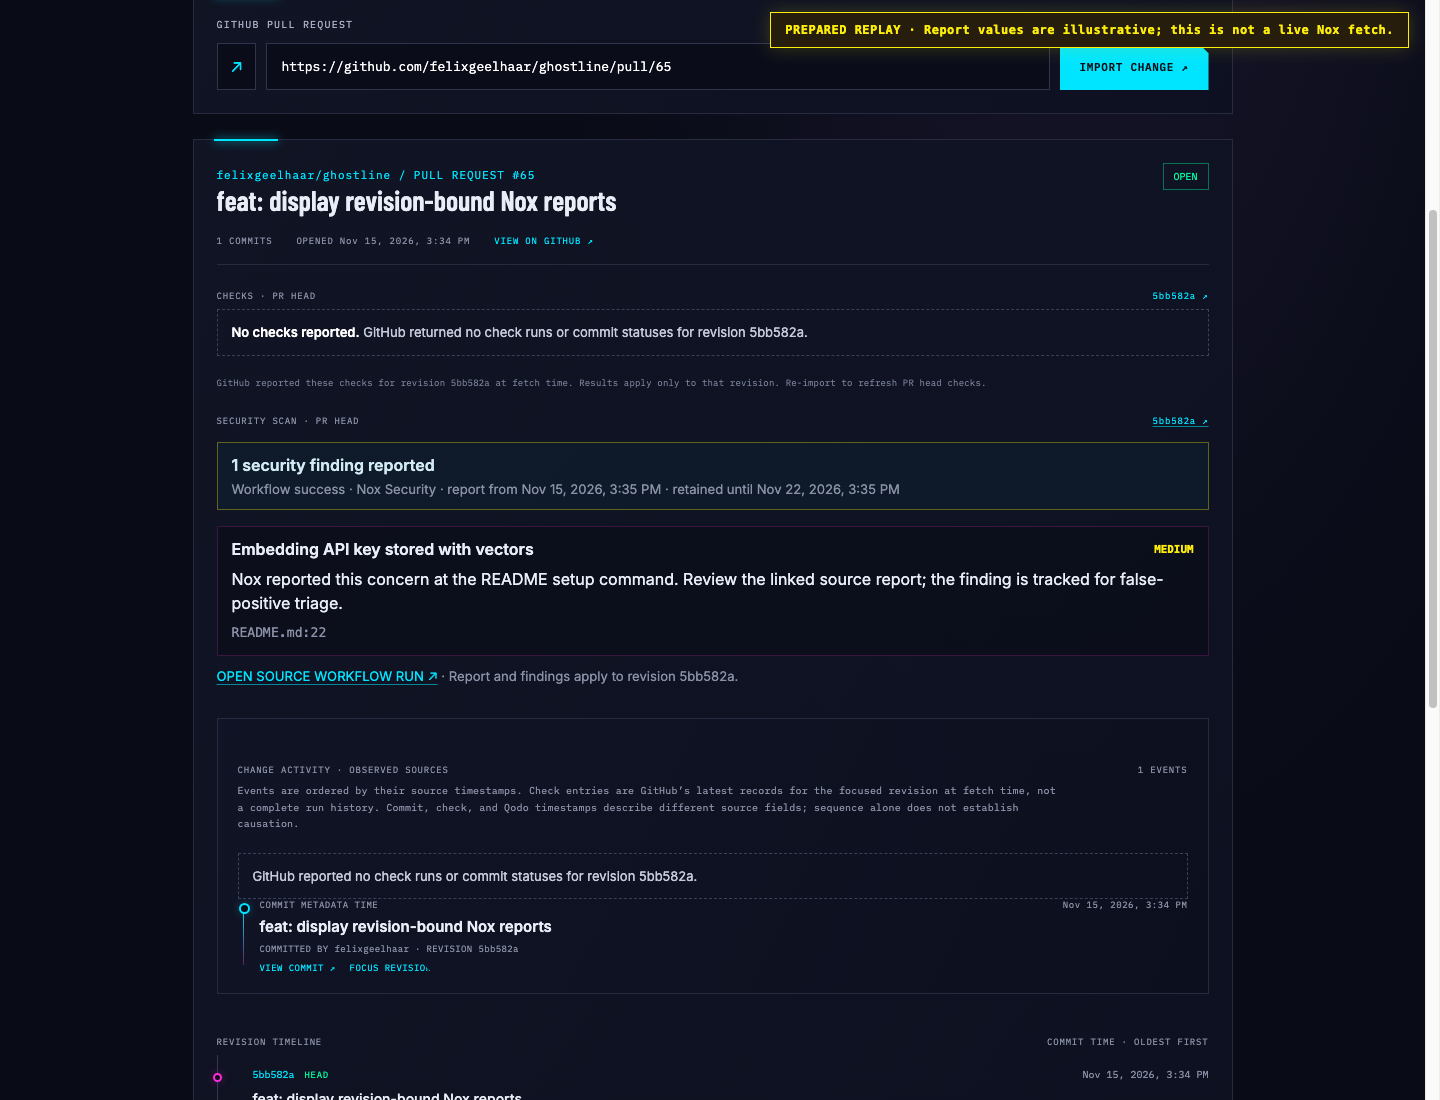 GITHUB PULL REQUEST
PREPARED REPLAY · Report values are illustrative; this is not a live Nox fetch.
https://github.com/felixgeelhaar/ghostline/pull/65
IMPORT CHANGE ↗
felixgeelhaar/ghostline / PULL REQUEST #65
OPEN
feat: display revision-bound Nox reports
1 COMMITS OPENED Nov 15, 2026, 3:34 PM VIEW ON GITHUB ↗
CHECKS · PR HEAD
5bb582a ↗
No checks reported. GitHub returned no check runs or commit statuses for revision 5bb582a.
GitHub reported these checks for revision 5bb582a at fetch time. Results apply only to that revision. Re-import to refresh PR head checks.
SECURITY SCAN · PR HEAD
5bb582a ↗
1 security finding reported
Workflow success · Nox Security · report from Nov 15, 2026, 3:35 PM · retained until Nov 22, 2026, 3:35 PM
Embedding API key stored with vectors
MEDIUM
Nox reported this concern at the README setup command. Review the linked source report; the finding is tracked for false-
positive triage.
README.md:22
OPEN SOURCE WORKFLOW RUN ↗ · Report and findings apply to revision 5bb582a.
CHANGE ACTIVITY · OBSERVED SOURCES
1 EVENTS
Events are ordered by their source timestamps. Check entries are GitHub's latest records for the focused revision at fetch time, not
a complete run history. Commit, check, and Qodo timestamps describe different source fields; sequence alone does not establish
causation.
GitHub reported no check runs or commit statuses for revision 5bb582a.
COMMIT METADATA TIME
Nov 15, 2026, 3:34 PM
feat: display revision-bound Nox reports
COMMITTED BY felixgeelhaar · REVISION 5bb582a
VIEW COMMIT ↗ FOCUS REVISION
REVISION TIMELINE
COMMIT TIME · OLDEST FIRST
5bb582a HEAD
Nov 15, 2026, 3:34 PM
feat: display revision-bound Nox reports